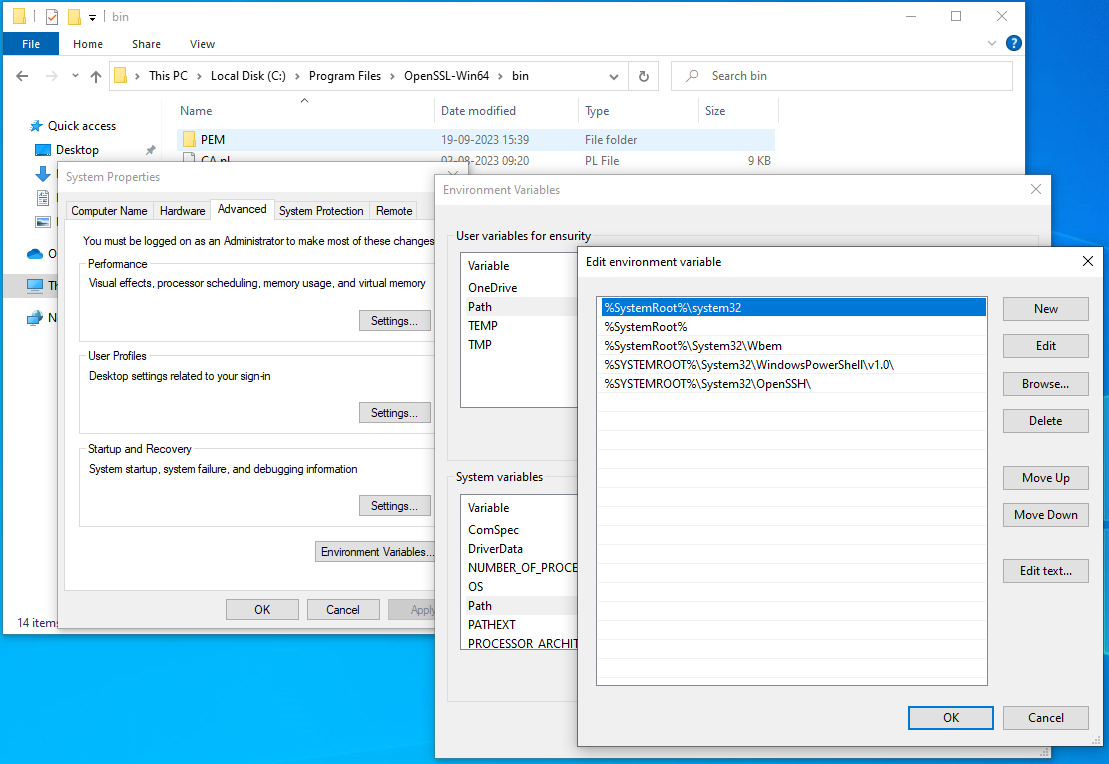 bin
File Home Share View
This PC > Local Disk (C:) > Program Files > OpenSSL-Win64 > bin
Search bin
Name Date modified Type Size
Quick access
Desktop
PEM 19-09-2023 15:39 File folder
CA.pl 02-08-2023 09:20 PL File 9 KB
14 items
System Properties
Computer Name Hardware Advanced System Protection Remote
You must be logged on as an Administrator to make most of these changes
Performance
Visual effects, processor scheduling, memory usage, and virtual memory
Settings...
User Profiles
Desktop settings related to your sign-in
Settings...
Startup and Recovery
System startup, system failure, and debugging information
Settings...
Environment Variables...
OK Cancel Apply
Environment Variables
User variables for ensurity
Variable
OneDrive
Path
TEMP
TMP
System variables
Variable
ComSpec
DriverData
NUMBER_OF_PROCE
OS
Path
PATHEXT
PROCESSOR_ARCHIT
Edit environment variable
%SystemRoot%\system32
%SystemRoot%
%SystemRoot%\System32\Wbem
%SYSTEMROOT%\System32\WindowsPowerShell\v1.0\
%SYSTEMROOT%\System32\OpenSSH\
New
Edit
Browse...
Delete
Move Up
Move Down
Edit text...
OK Cancel